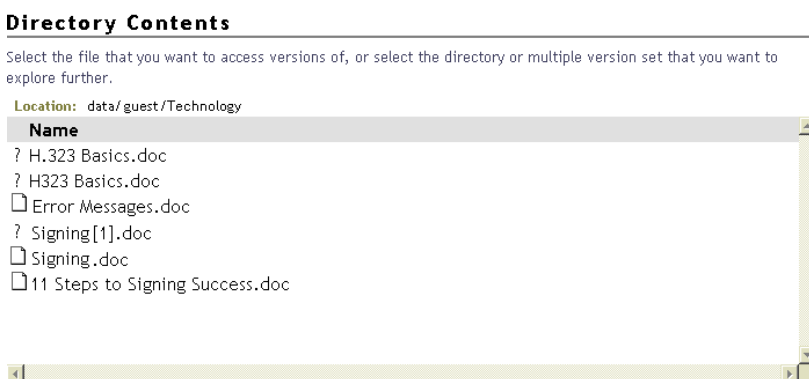 Directory Contents
Select the file that you want to access versions of, or select the directory or multiple version set that you want to
explore further.
Location: data/guest/Technology
Name
? H.323 Basics.doc
? H323 Basics.doc
Error Messages.doc
? Signing[1].doc
Signing.doc
11 Steps to Signing Success.doc